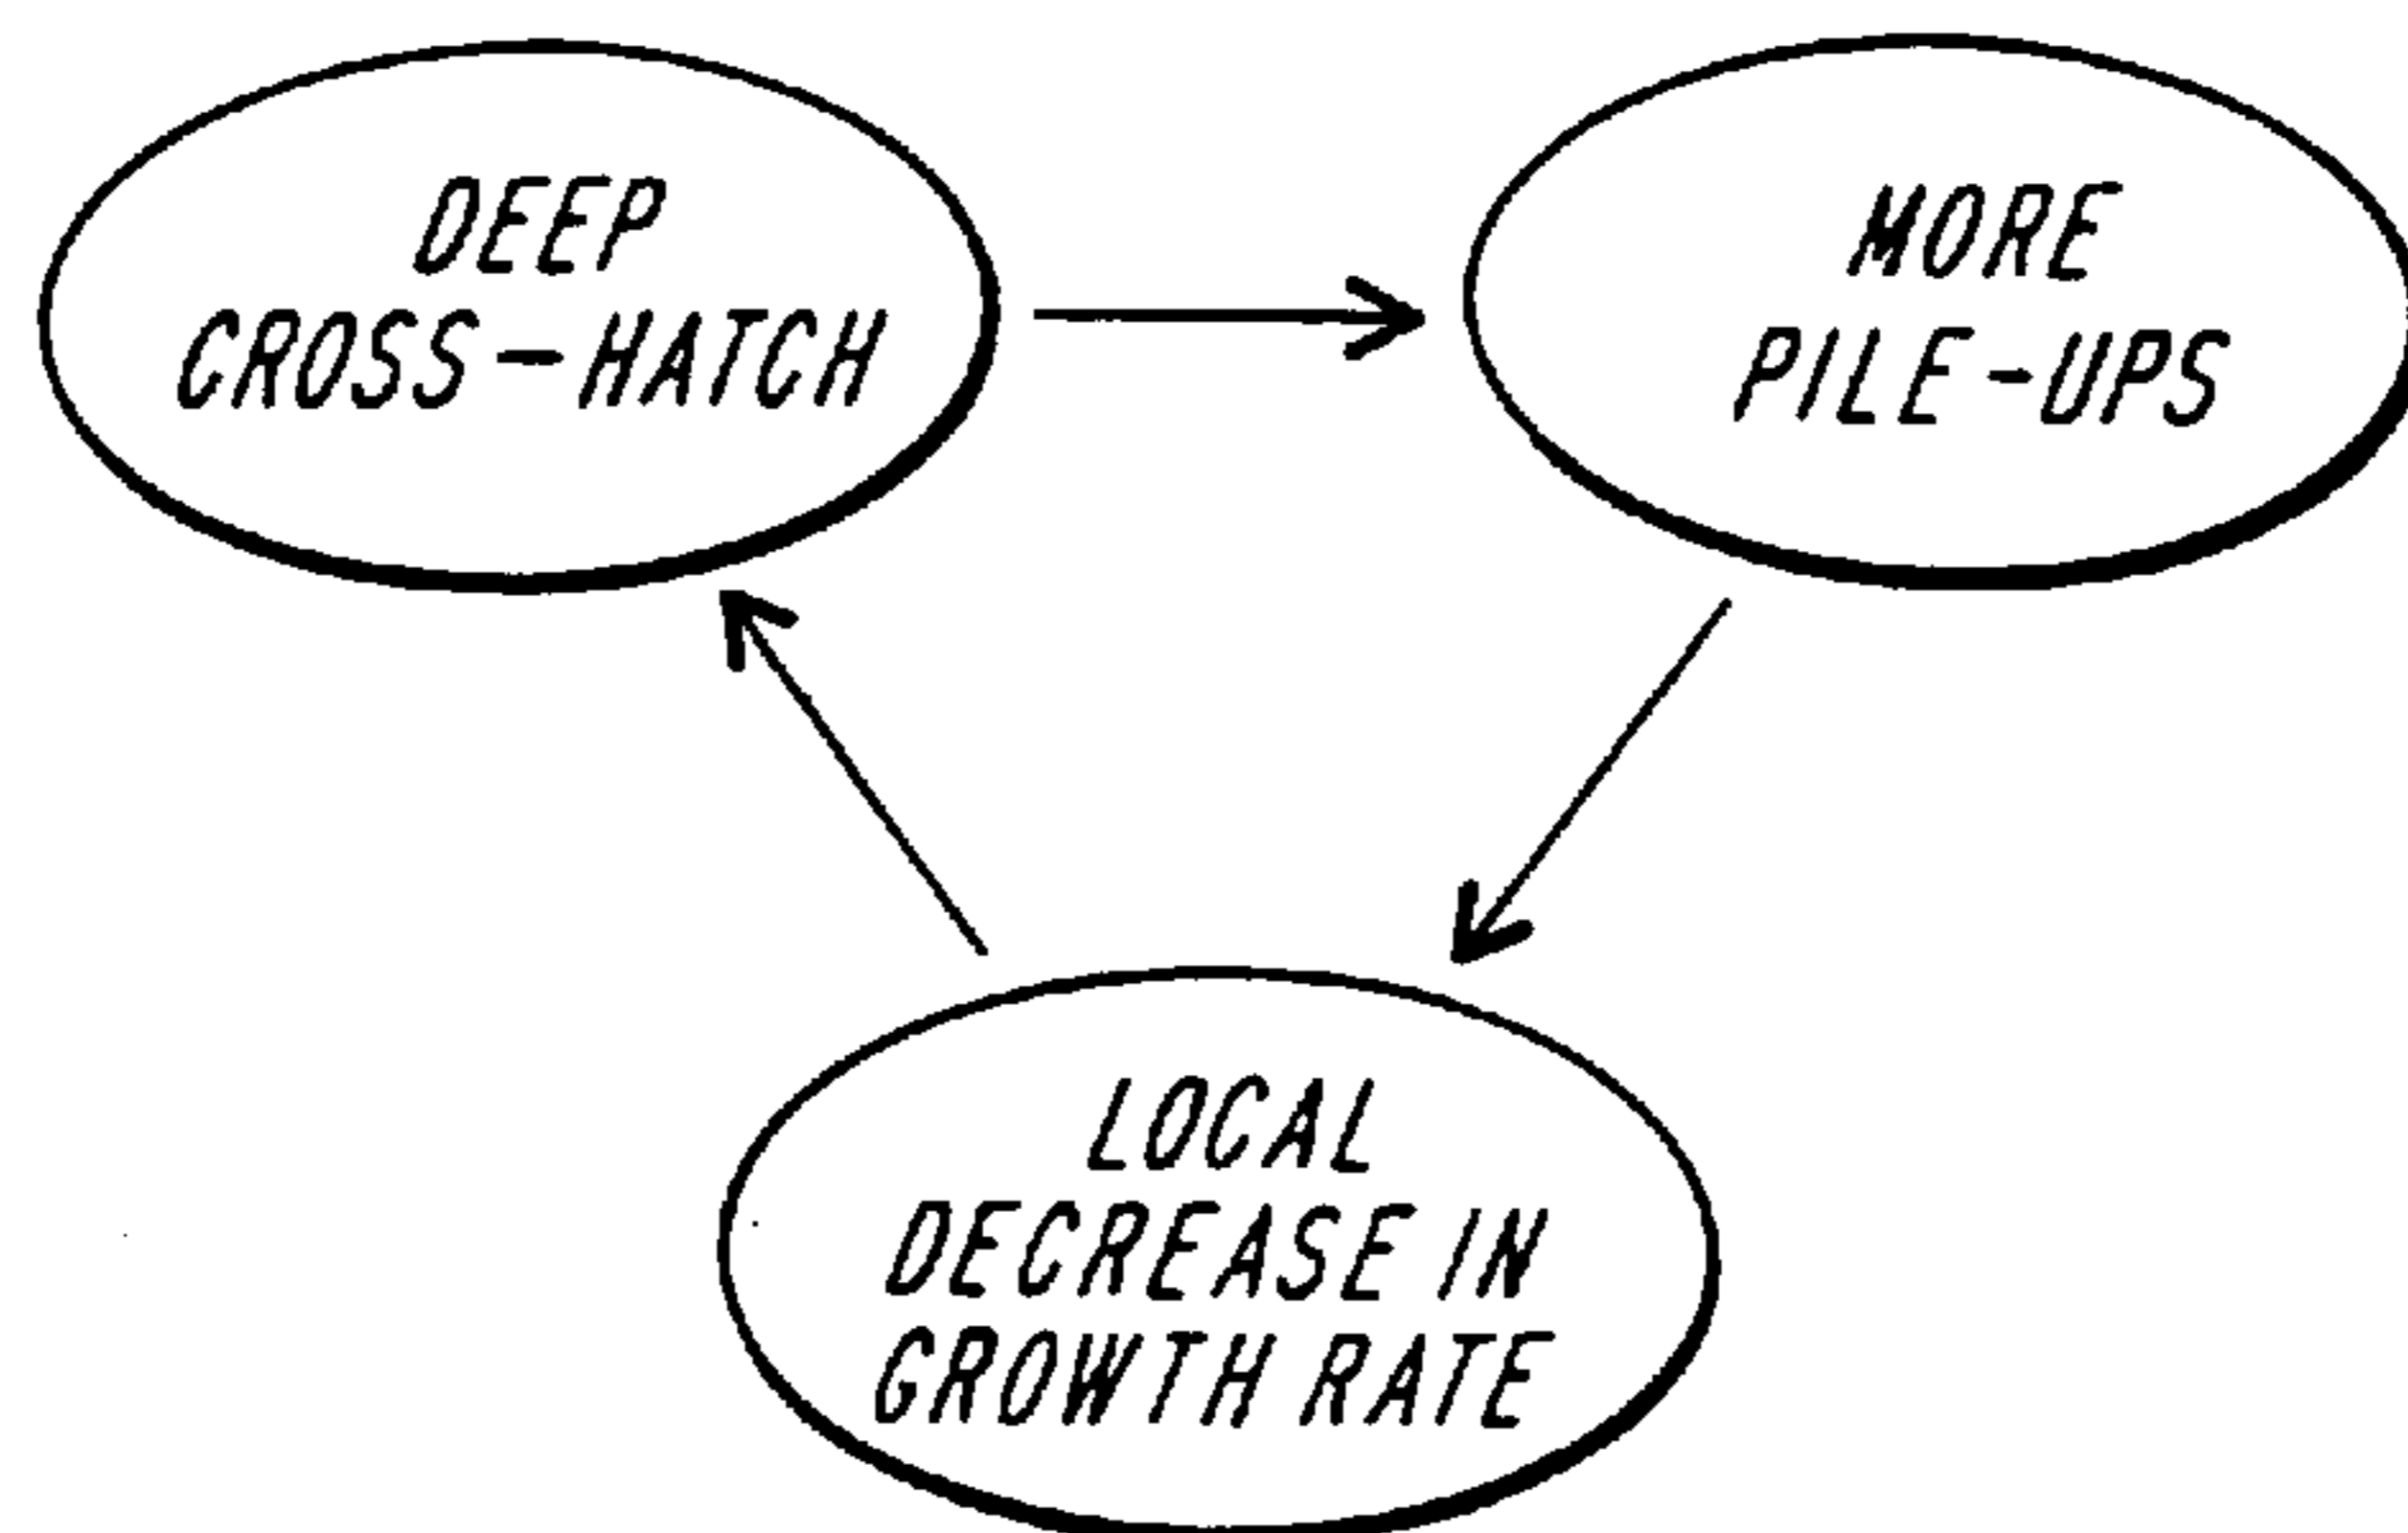 DEEP
CROSS-HATCH
MORE
PILE-UPS
LOCAL
DECREASE IN
GROWTH RATE